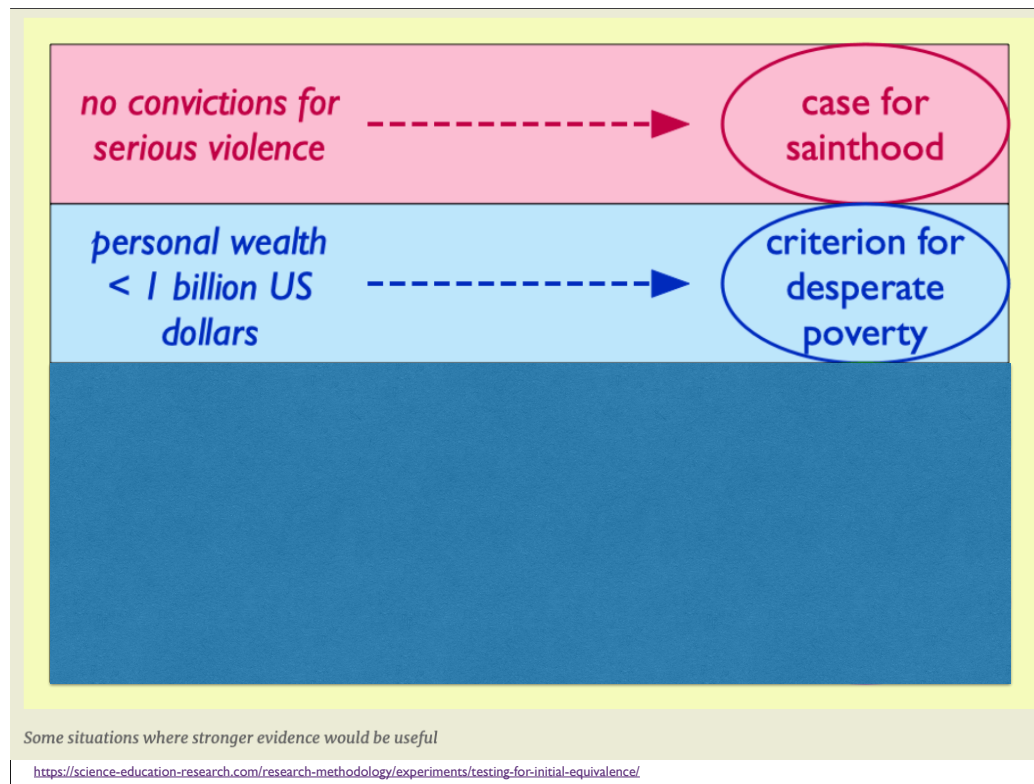 no convictions for
serious violence
case for
sainthood
personal wealth
< 1 billion US
dollars
criterion for
desperate
poverty
Some situations where stronger evidence would be useful
https://science-education-research.com/research-methodology/experiments/testing-for-initial-equivalence/